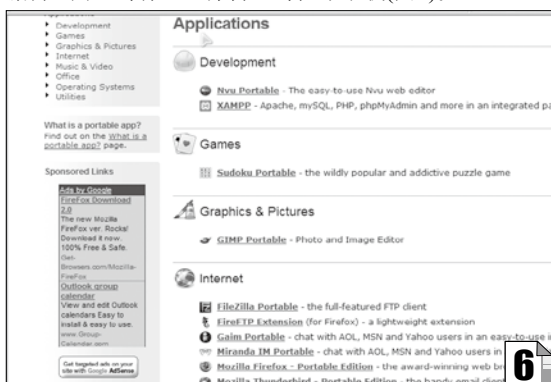 Development
Games
Graphics & Pictures
Internet
Music & Video
Office
Operating Systems
Utilities
What is a portable app?
Find out on the What is a
portable app? page.
Sponsored Links
Ads by Google
FireFox Download
2.0
The new Mozilla
FireFox ver. Rocks!
Download it now.
100% Free & Safe.
Get-
Browsers.com/Mozilla-
FireFox
Outlook group
calendar
View and edit Outlook
calendars Easy to
install & easy to use.
www.Group-
Calendar.com
Get targeted ads on your
site with Google AdSense
Applications
Development
Nvu Portable - The easy-to-use Nvu web editor
XAMPP - Apache, mySQL, PHP, phpMyAdmin and more in an integrated
Games
Sudoku Portable - the wildly popular and addictive puzzle game
Graphics & Pictures
GIMP Portable - Photo and Image Editor
Internet
FileZilla Portable - the full-featured FTP client
FireFTP Extension (for Firefox) - a lightweight extension
Gaim Portable - chat with AOL, MSN and Yahoo users in an easy-to-use
Miranda IM Portable - chat with AOL, MSN and Yahoo users in
Mozilla Firefox - Portable Edition - the award-winning web
Mozilla Thunderbird - Portable Edition - the handy email
6